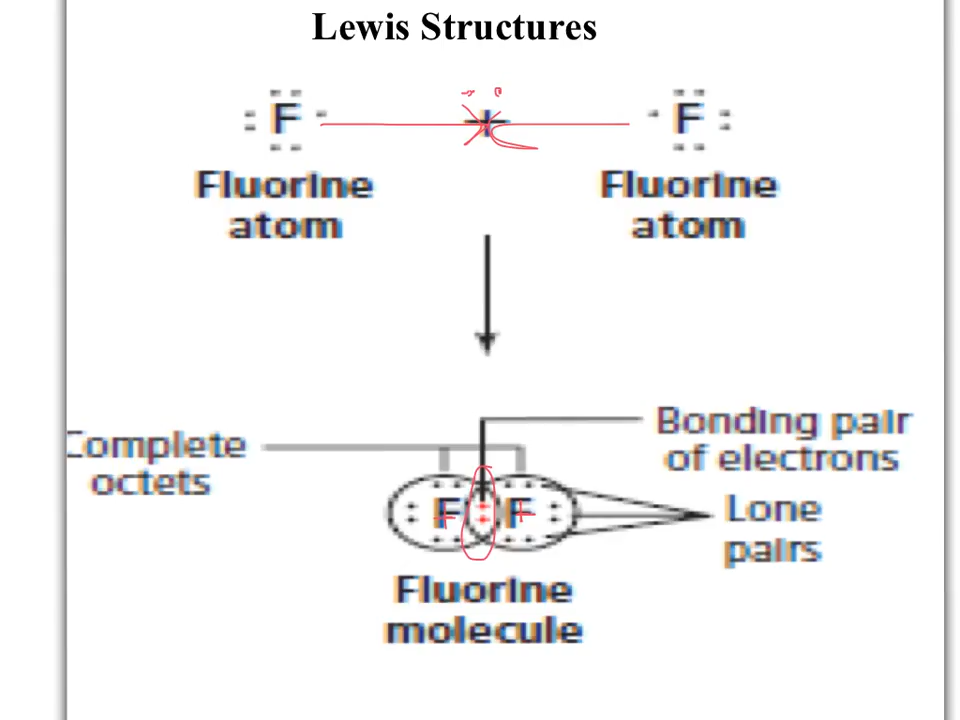 Lewis Structures
F + F
Fluorine
atom
Fluorine
atom
Complete
octets
Bonding pair
of electrons
F F
Lone
pairs
Fluorine
molecule